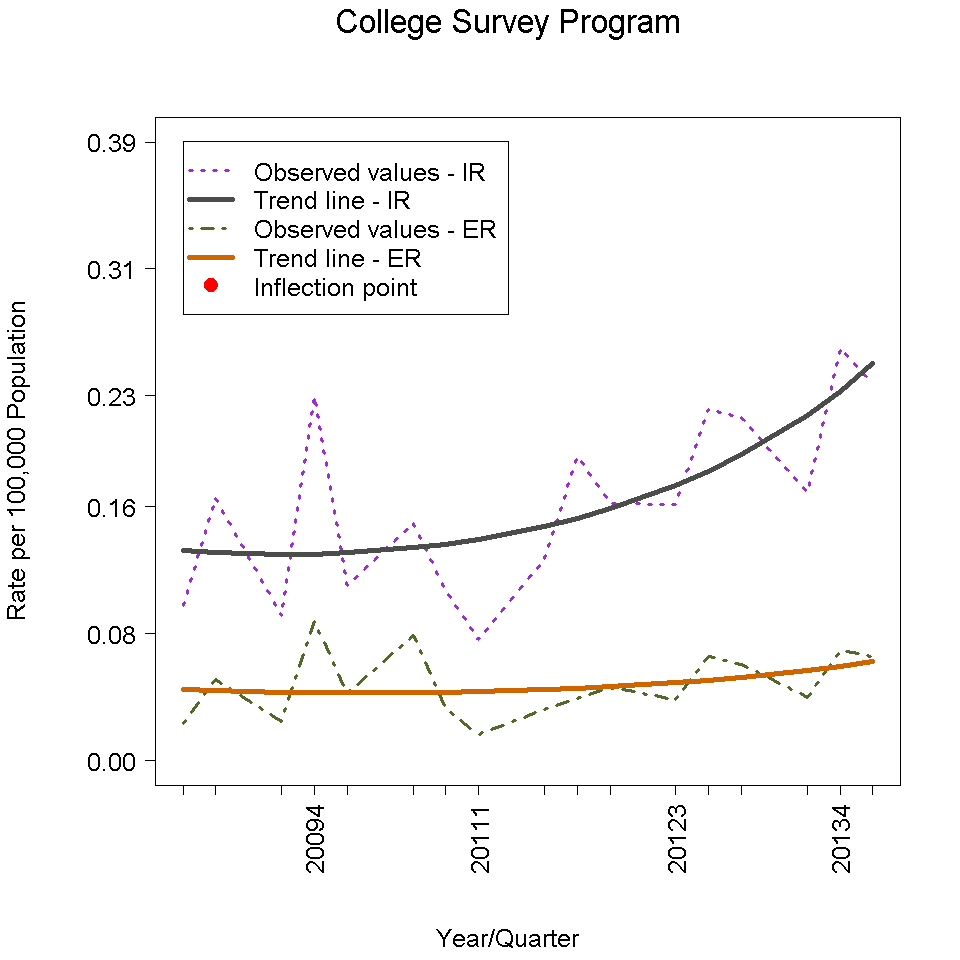 College Survey Program
0.39
0.31
0.23
0.16
0.08
0.00
Rate per 100,000 Population
Observed values - IR
Trend line - IR
Observed values - ER
Trend line - ER
Inflection point
20094
20111
20123
20134
Year/Quarter